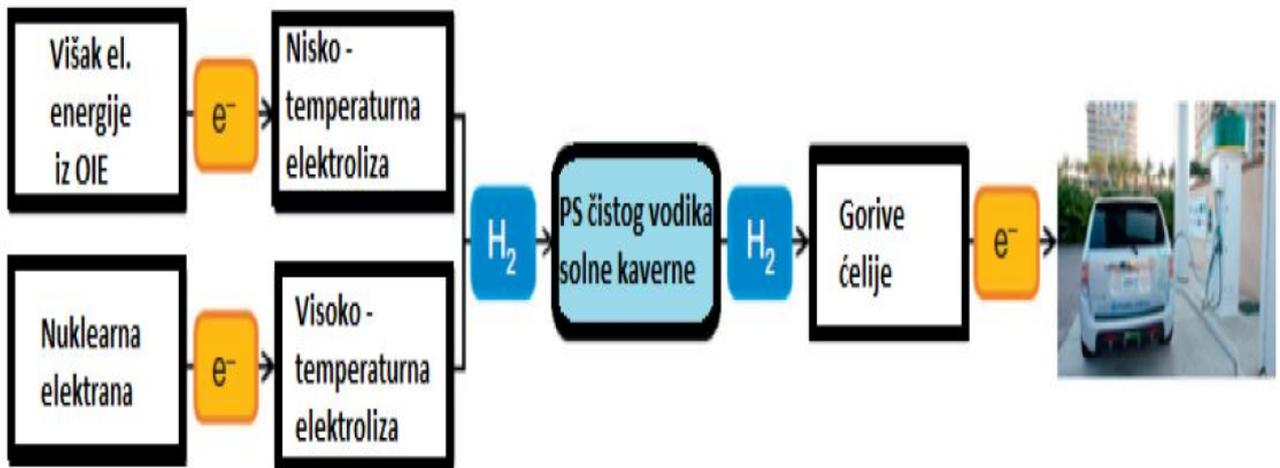 Višak el.
energije
iz OIE
e⁻
Nisko -
temperaturna
elektroliza
Nuklearna
elektrana
e⁻
Visoko -
temperaturna
elektroliza
H₂
PS čistog vodika
solne kaverne
H₂
Gorive
ćelije
e⁻